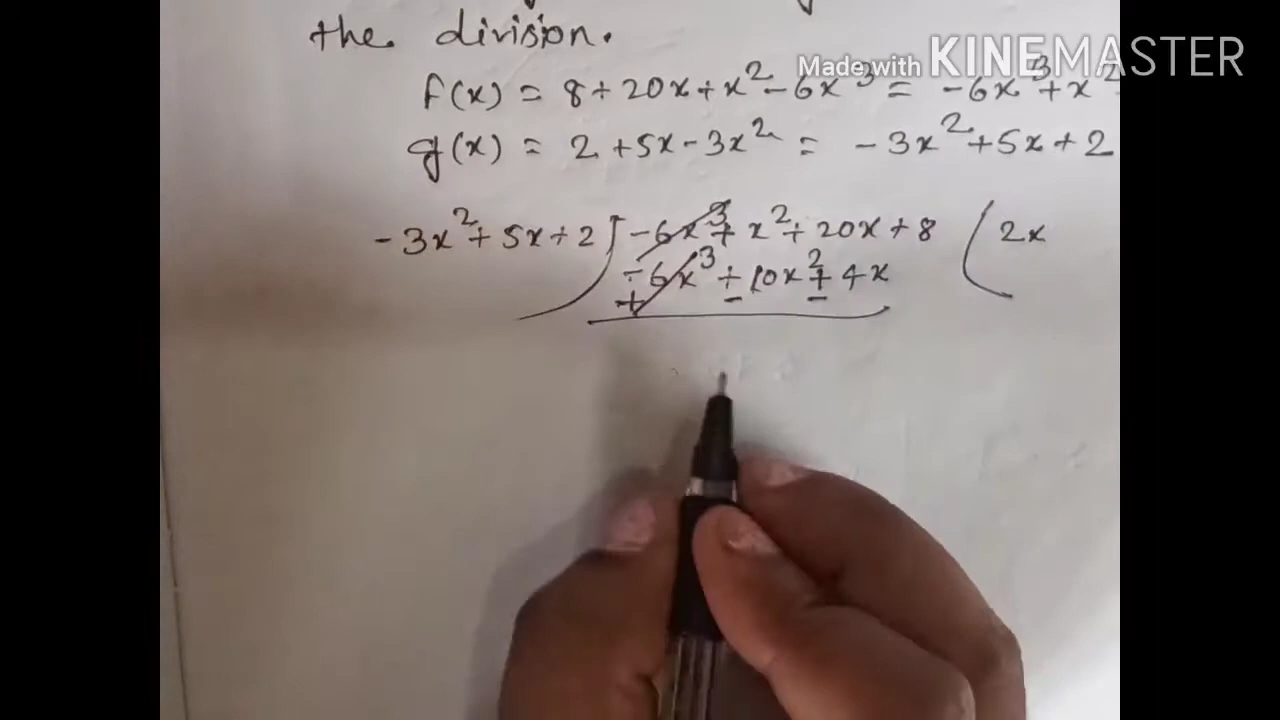 the division.
Made with KINEMASTER
f(x) = 8 + 20x + x² - 6x³ = -6x³ + x²
g(x) = 2 + 5x - 3x² = -3x² + 5x + 2
-3x² + 5x + 2 ) -6x³ + x² + 20x + 8 ( 2x
-6x³ + 10x² + 4x
+ - -